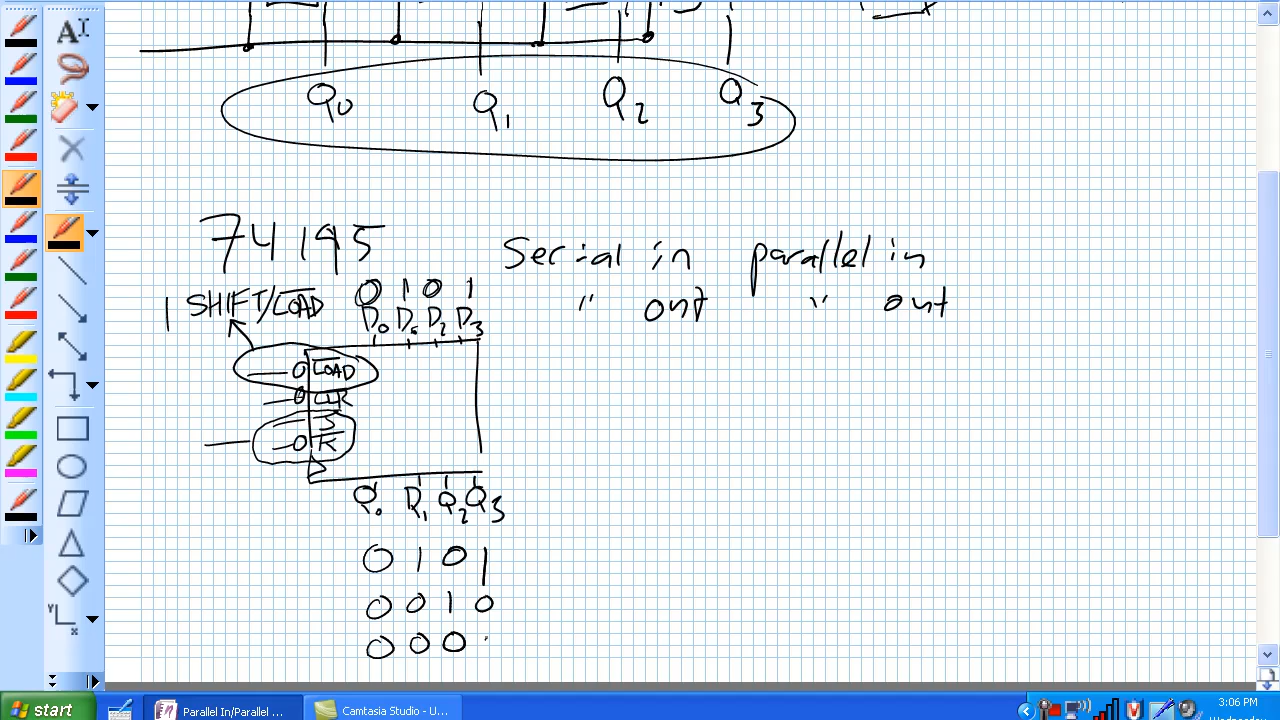 Q0 Q1 Q2 Q3
74195 Serial in parallel in
" out " out
1 SHIFT/LOAD 0 1 0 1
D0 D1 D2 D3
LOAD
CLR
J
K
Q0 Q1 Q2 Q3
0 1 0 1
0 0 1 0
0 0 0
start Parallel In/Parallel ... Camtasia Studio - U... 3:06 PM
Wednesday